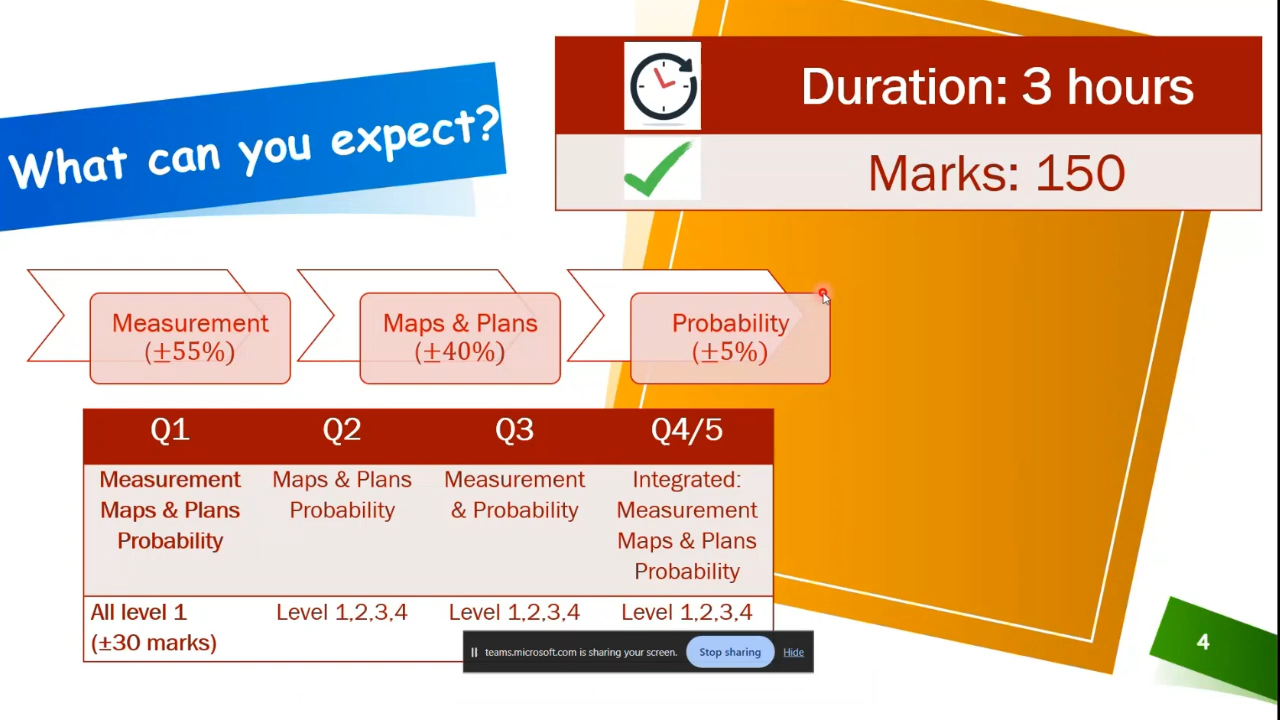 What can you expect?
Duration: 3 hours
Marks: 150
Measurement
(±55%)
Maps & Plans
(±40%)
Probability
(±5%)
Q1
Q2
Q3
Q4/5
Measurement
Maps & Plans
Probability
Maps & Plans
Probability
Measurement
& Probability
Integrated:
Measurement
Maps & Plans
Probability
All level 1
(±30 marks)
Level 1,2,3,4
Level 1,2,3,4
Level 1,2,3,4
teams.microsoft.com is sharing your screen.
Stop sharing
Hide
4